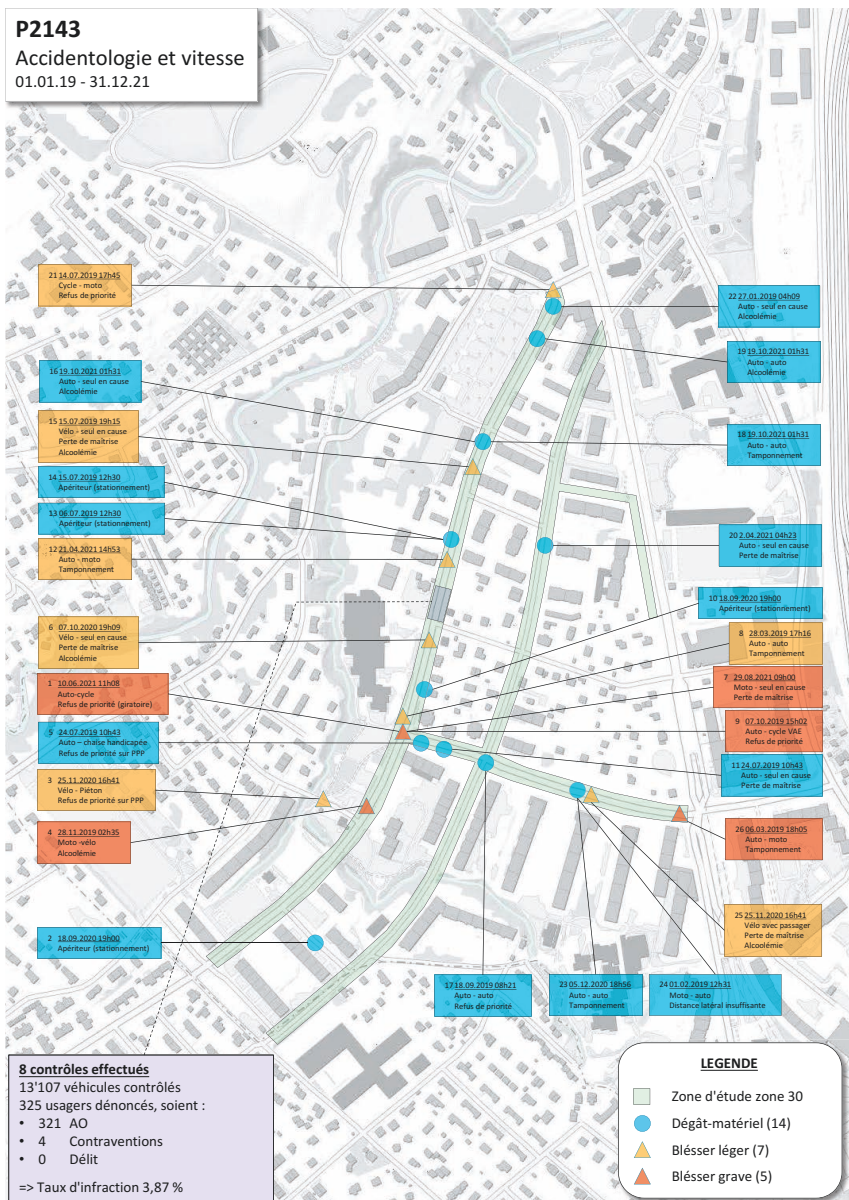 P2143
Accidentologie et vitesse
01.01.19 - 31.12.21
21 14.07.2019 17h45
Cycle - moto
Refus de priorité
22 27.01.2019 04h09
Auto - seul en cause
Alcoolémie
19 19.10.2021 01h31
Auto - auto
Alcoolémie
16 19.10.2021 01h31
Auto - seul en cause
Alcoolémie
15 15.07.2019 19h15
Vélo - seul en cause
Perte de maîtrise
Alcoolémie
18 19.10.2021 01h31
Auto - auto
Tamponnement
14 15.07.2019 12h30
Apériteur (stationnement)
13 06.07.2019 12h30
Apériteur (stationnement)
12 21.04.2021 14h53
Auto - moto
Tamponnement
20 2.04.2021 04h23
Auto - seul en cause
Perte de maîtrise
10 18.09.2020 19h00
Apériteur (stationnement)
6 07.10.2020 19h09
Vélo - seul en cause
Perte de maîtrise
Alcoolémie
8 28.03.2019 17h16
Auto - auto
Tamponnement
1 10.06.2021 11h08
Auto-cycle
Refus de priorité (giratoire)
7 29.08.2021 09h00
Moto - seul en cause
Perte de maîtrise
9 07.10.2019 15h02
Auto - cycle VAE
Refus de priorité
5 24.07.2019 10h43
Auto – chaise handicapée
Refus de priorité sur PPP
11 24.07.2019 10h43
Auto - seul en cause
Perte de maîtrise
3 25.11.2020 16h41
Vélo - Piéton
Refus de priorité sur PPP
4 28.11.2019 02h35
Moto -vélo
Alcoolémie
26 06.03.2019 18h05
Auto - moto
Tamponnement
25 25.11.2020 16h41
Vélo avec passager
Perte de maîtrise
Alcoolémie
2 18.09.2020 19h00
Apériteur (stationnement)
17 18.09.2019 08h21
Auto - auto
Refus de priorité
23 05.12.2020 18h56
Auto - auto
Tamponnement
24 01.02.2019 12h31
Moto - auto
Distance latéral insuffisante
8 contrôles effectués
13'107 véhicules contrôlés
325 usagers dénoncés, soient :
• 321 AO
• 4 Contraventions
• 0 Délit
=> Taux d'infraction 3,87 %
LEGENDE
Zone d'étude zone 30
Dégât-matériel (14)
Blésser léger (7)
Blésser grave (5)